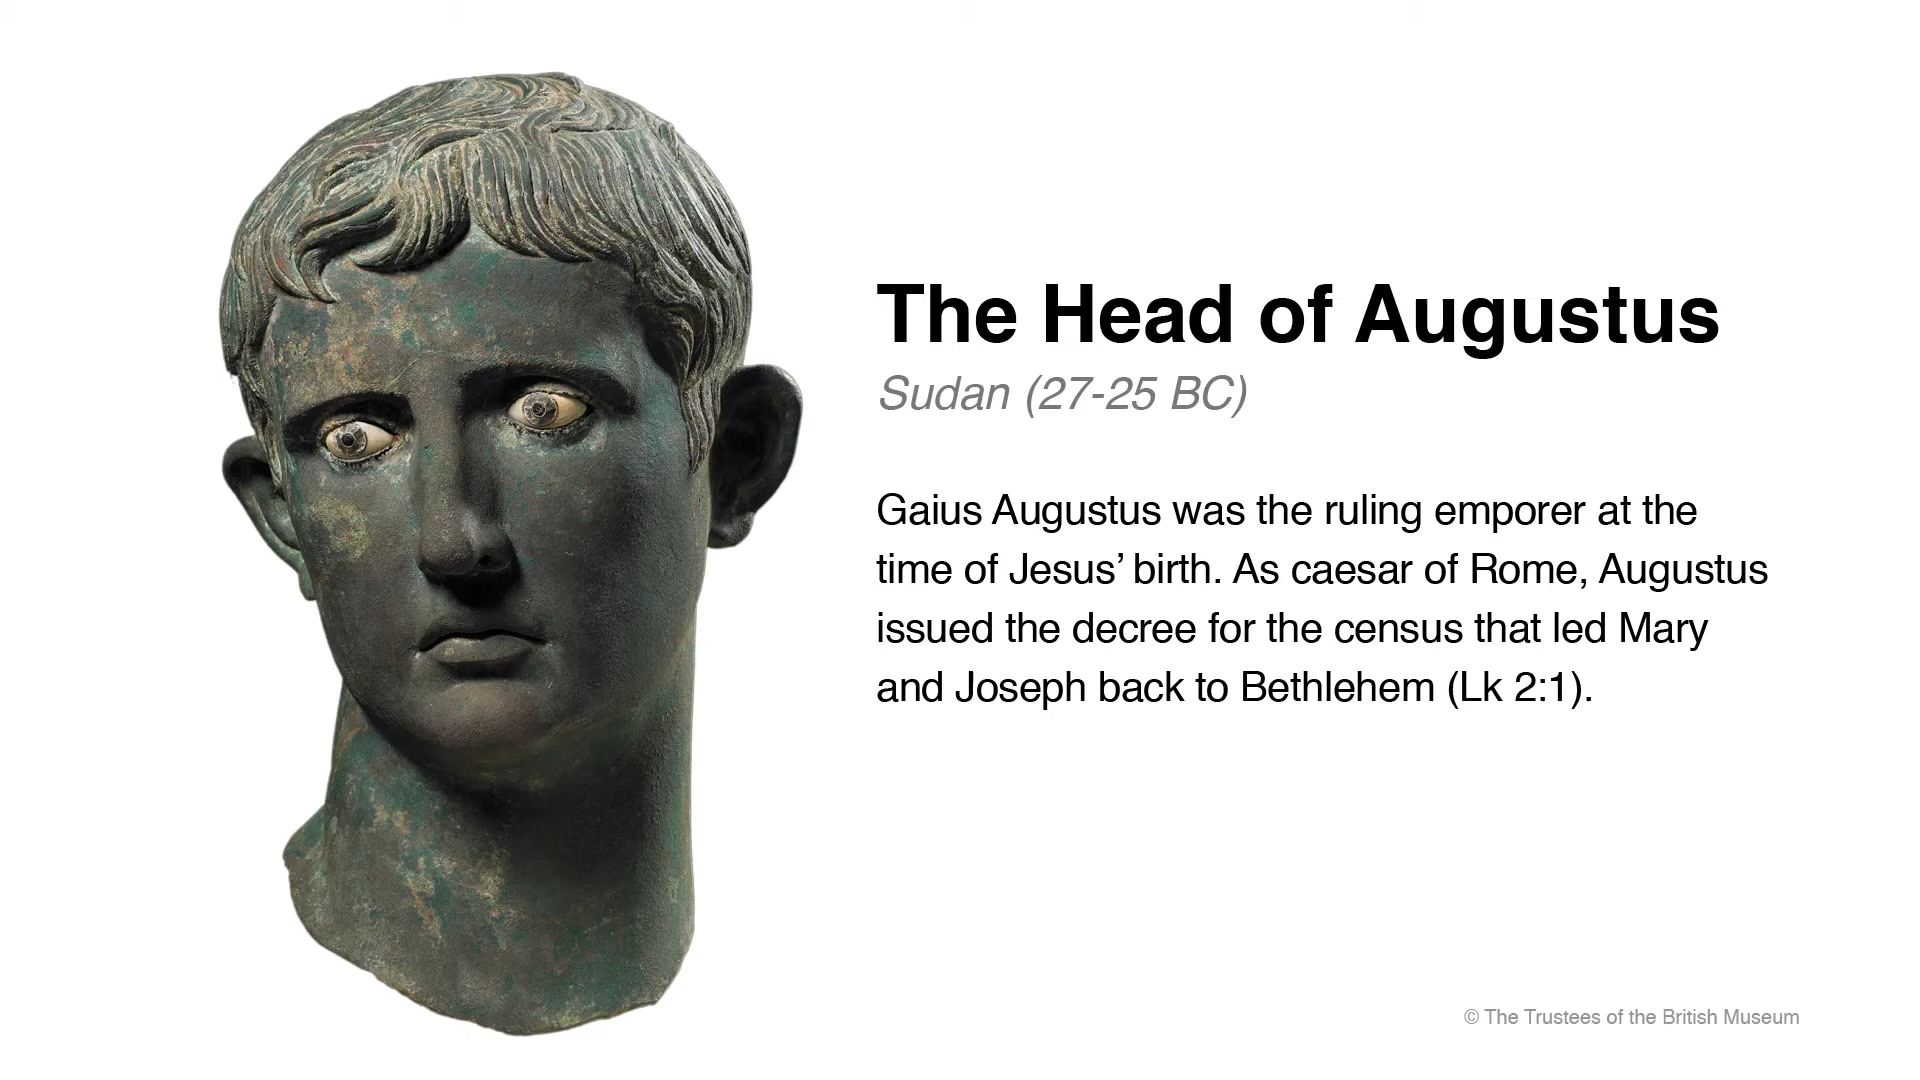 The Head of Augustus
Sudan (27-25 BC)
Gaius Augustus was the ruling emporer at the
time of Jesus’ birth. As caesar of Rome, Augustus
issued the decree for the census that led Mary
and Joseph back to Bethlehem (Lk 2:1).
© The Trustees of the British Museum